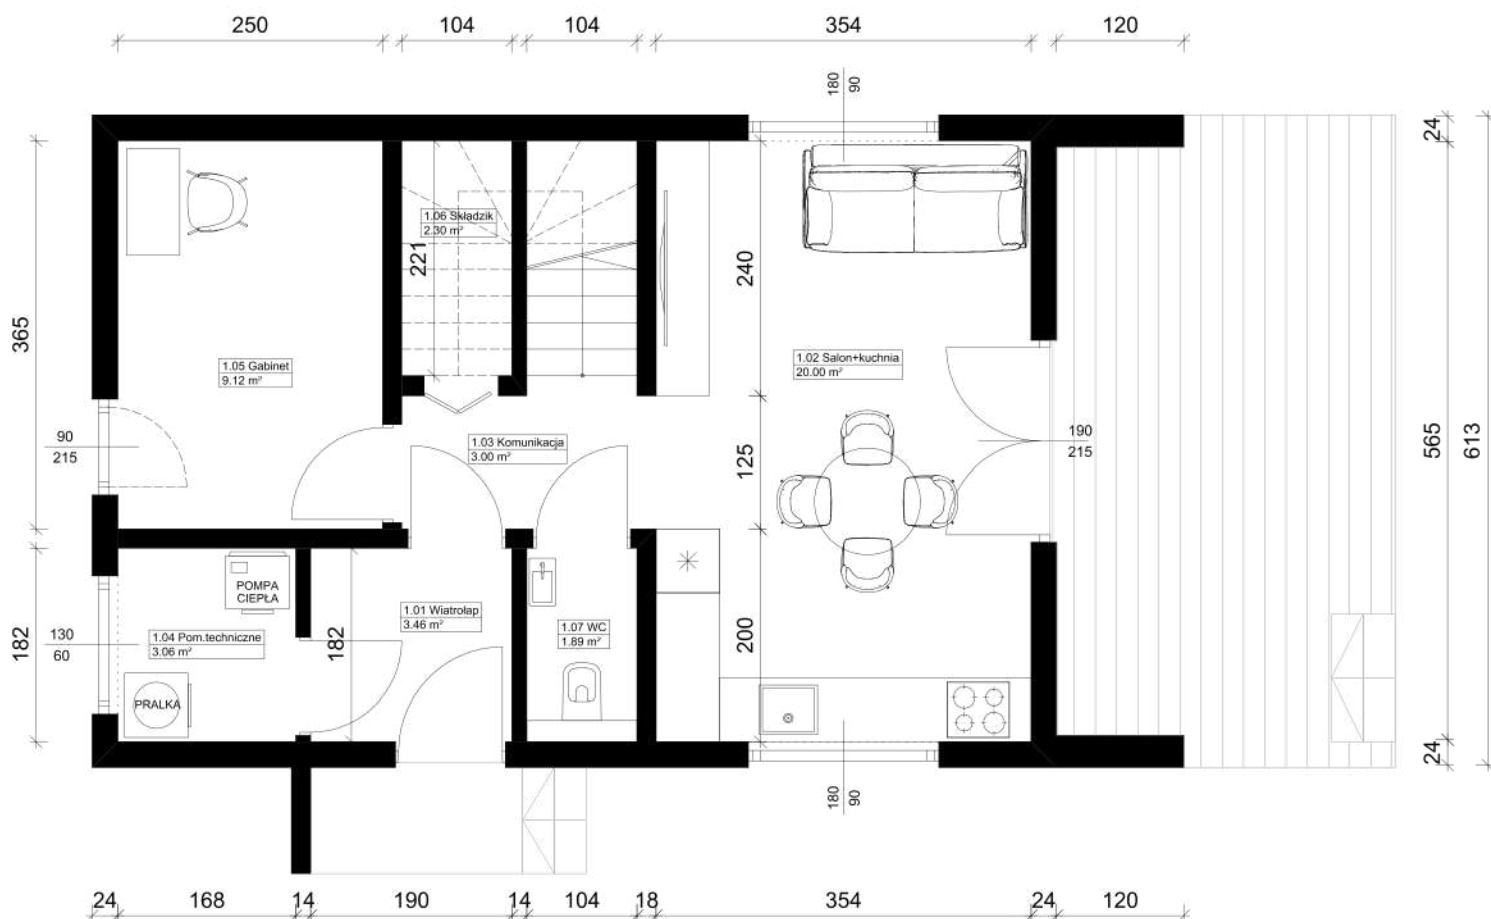 250
104
104
354
120
180
90
24
1.06 Składzik
2.30 m²
221
240
365
1.05 Gabinet
9.12 m²
1.02 Salon+kuchnia
20.00 m²
90
215
1.03 Komunikacja
3.00 m²
125
190
215
565
613
POMPA
CIEPŁA
1.01 Wiatrołap
3.46 m²
1.07 WC
1.89 m²
1.04 Pom.techniczne
3.06 m²
130
60
182
182
200
PRALKA
24
180
90
24
168
14
190
14
104
18
354
24
120